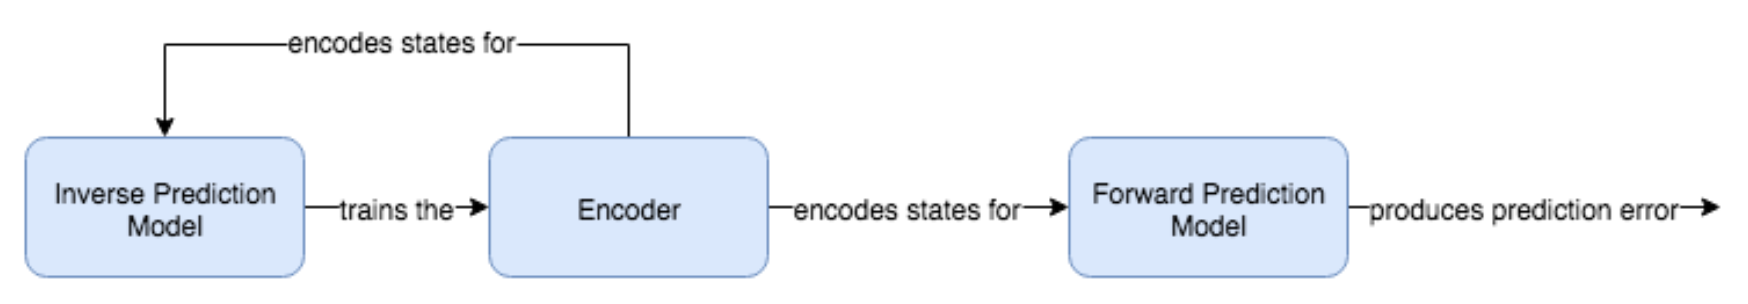 encodes states for
Inverse Prediction
Model
trains the
Encoder
encodes states for
Forward Prediction
Model
produces prediction error